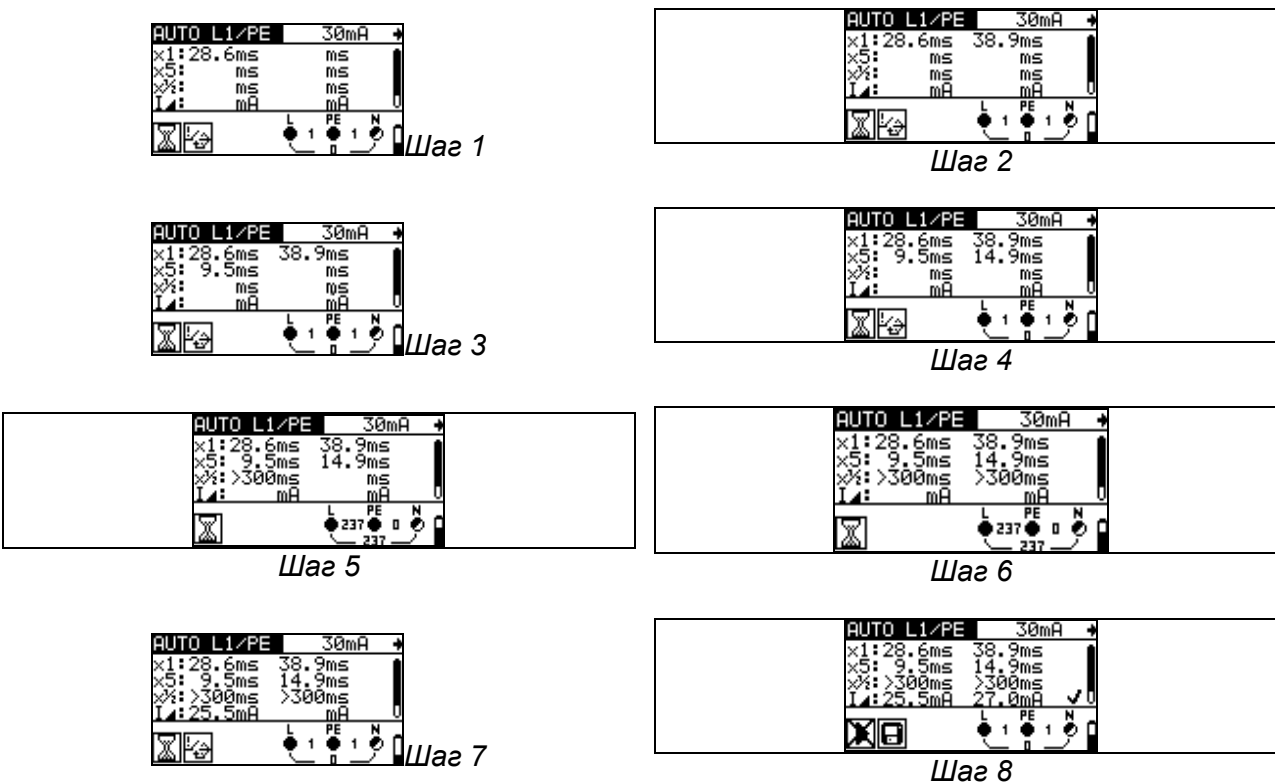 AUTO L1/PE 30mA
x1:28.6ms ms
x5: ms ms
x½: ms ms
I◢: mA mA
L PE N
1 1
0
Шаг 1
AUTO L1/PE 30mA
x1:28.6ms 38.9ms
x5: ms ms
x½: ms ms
I◢: mA mA
L PE N
1 1
0
Шаг 2
AUTO L1/PE 30mA
x1:28.6ms 38.9ms
x5: 9.5ms ms
x½: ms ms
I◢: mA mA
L PE N
1 1
0
Шаг 3
AUTO L1/PE 30mA
x1:28.6ms 38.9ms
x5: 9.5ms 14.9ms
x½: ms ms
I◢: mA mA
L PE N
1 1
0
Шаг 4
AUTO L1/PE 30mA
x1:28.6ms 38.9ms
x5: 9.5ms 14.9ms
x½:>300ms ms
I◢: mA mA
L PE N
237 0
237
Шаг 5
AUTO L1/PE 30mA
x1:28.6ms 38.9ms
x5: 9.5ms 14.9ms
x½:>300ms >300ms
I◢: mA mA
L PE N
237 0
237
Шаг 6
AUTO L1/PE 30mA
x1:28.6ms 38.9ms
x5: 9.5ms 14.9ms
x½:>300ms >300ms
I◢:25.5mA mA
L PE N
1 1
0
Шаг 7
AUTO L1/PE 30mA
x1:28.6ms 38.9ms
x5: 9.5ms 14.9ms
x½:>300ms >300ms
I◢:25.5mA 27.0mA ✓
L PE N
1 1
0
Шаг 8